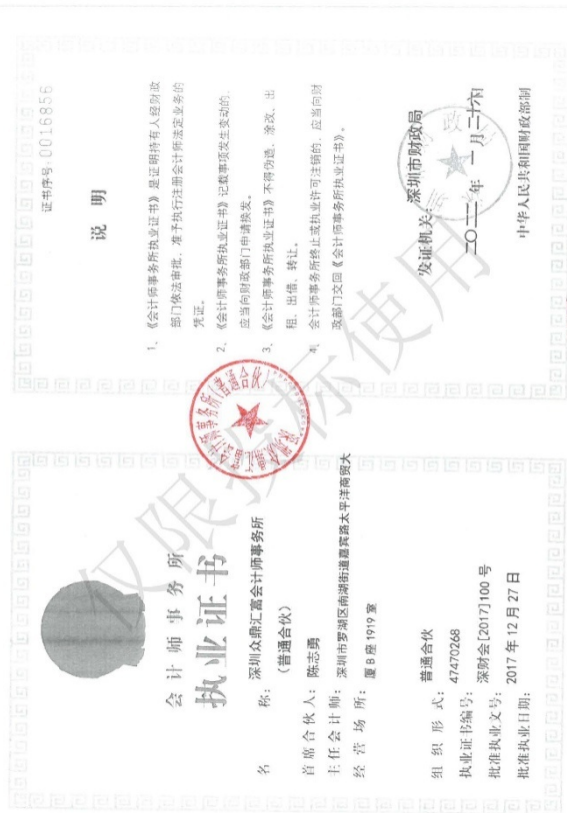 会计师事务所
执业证书
名 称：深圳众鼎汇富会计师事务所
（普通合伙）
首席合伙人：陈志勇
主任会计师：
经营场所：深圳市罗湖区南湖街道嘉宾路太平洋商贸大
厦B座1919室
组织形式：普通合伙
执业证书编号：47470268
批准执业文号：深财会[2017]100号
批准执业日期：2017年12月27日
证书序号:0016856
说 明
1、《会计师事务所执业证书》是证明持有人经财政
部门依法审批，准予执行注册会计师法定业务的
凭证。
2、《会计师事务所执业证书》记载事项发生变动的，
应当向财政部门申请换发。
3、《会计师事务所执业证书》不得伪造、涂改、出
租、出借、转让。
4、会计师事务所终止或执业许可注销的，应当向财
政部门交回《会计师事务所执业证书》。
发证机关：深圳市财政局
二〇二二年一月二十六日
中华人民共和国财政部制
仅限投标使用